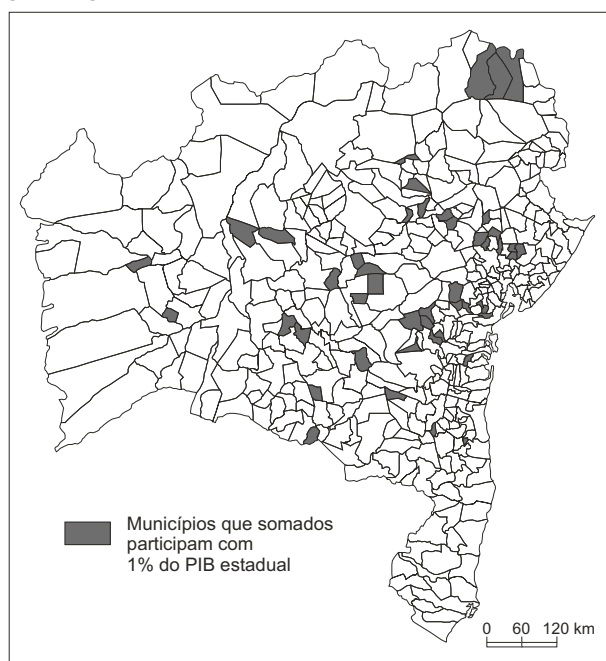 Municípios que somados
participam com
1% do PIB estadual
0 60 120 km